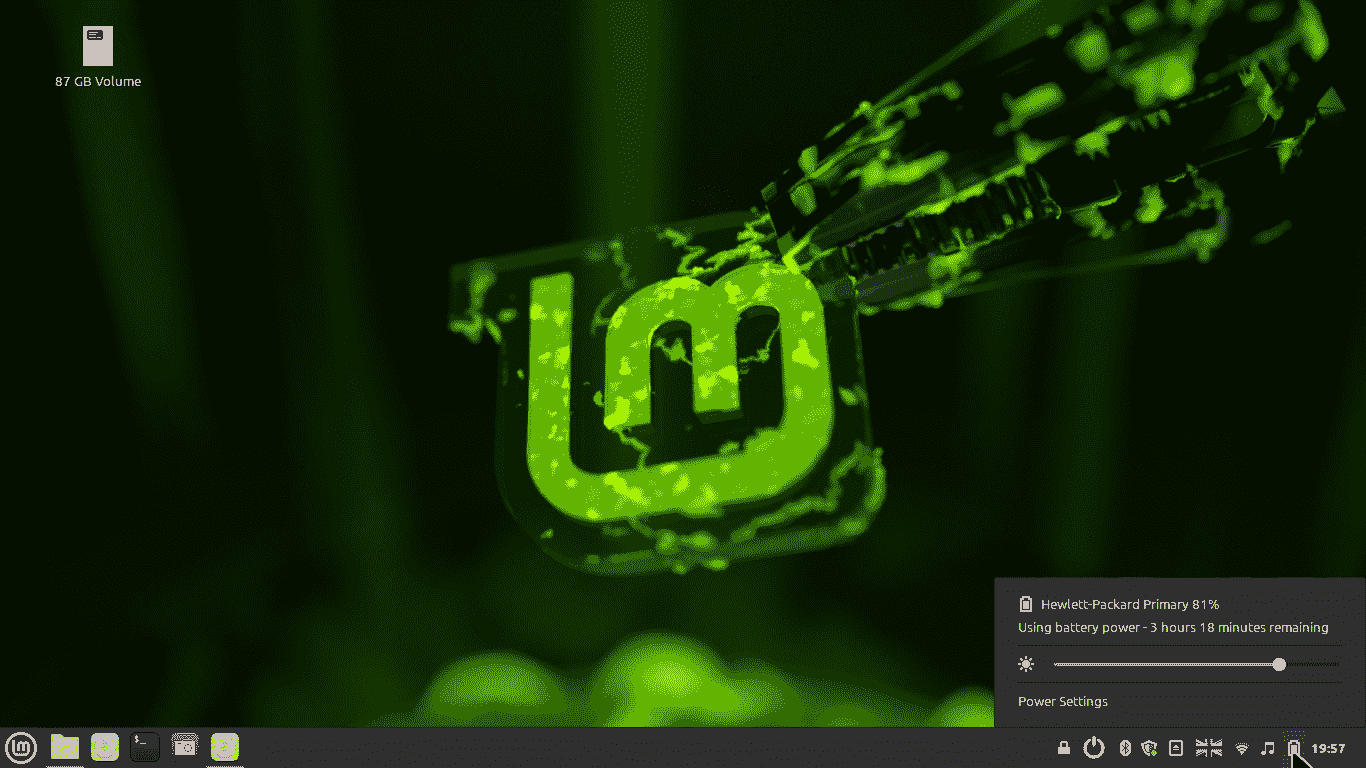 87 GB Volume
Hewlett-Packard Primary 81%
Using battery power - 3 hours 18 minutes remaining
Power Settings
19:57